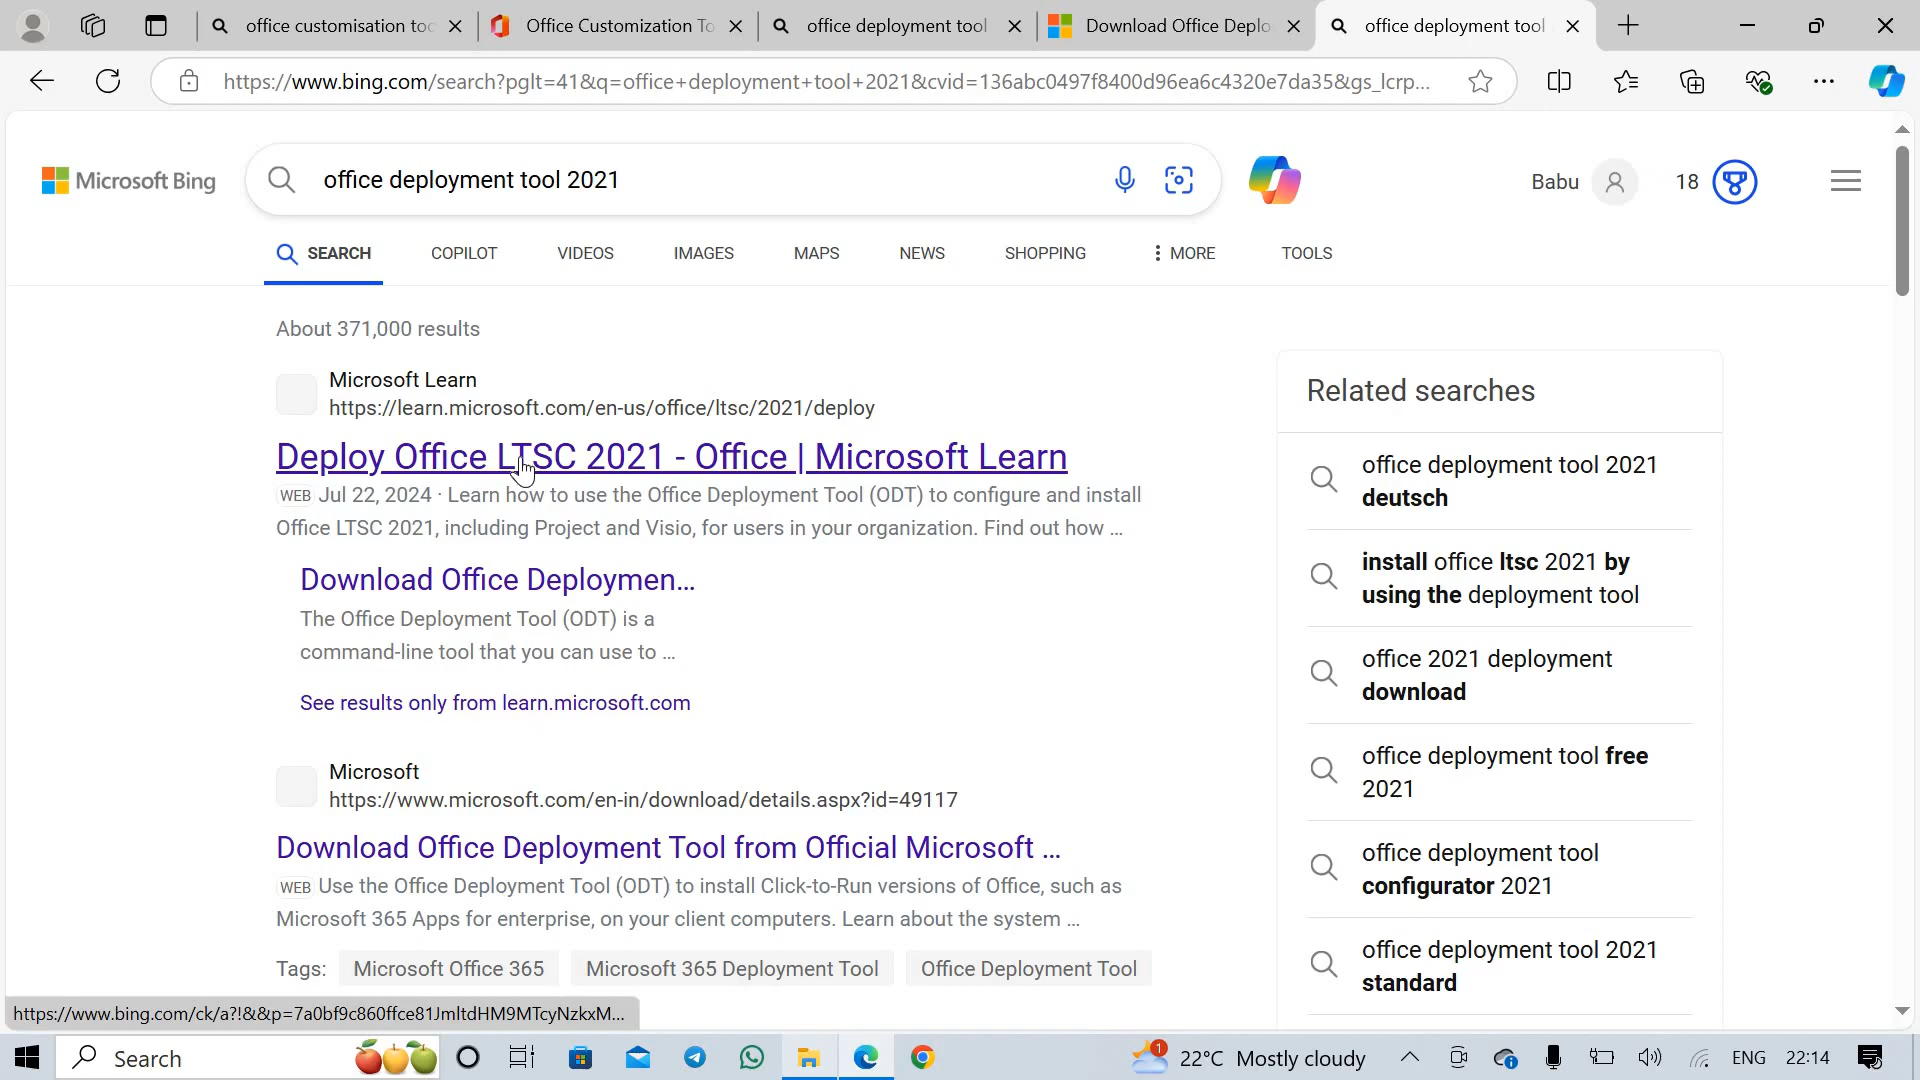 office customisation too
Office Customization To
office deployment tool
Download Office Deplo
office deployment tool
https://www.bing.com/search?pglt=41&q=office+deployment+tool+2021&cvid=136abc0497f8400d96ea6c4320e7da35&gs_lcrp...
Microsoft Bing
office deployment tool 2021
Babu
18
SEARCH
COPILOT
VIDEOS
IMAGES
MAPS
NEWS
SHOPPING
MORE
TOOLS
About 371,000 results
Microsoft Learn
https://learn.microsoft.com/en-us/office/ltsc/2021/deploy
Deploy Office LTSC 2021 - Office | Microsoft Learn
WEB Jul 22, 2024 · Learn how to use the Office Deployment Tool (ODT) to configure and install
Office LTSC 2021, including Project and Visio, for users in your organization. Find out how ...
Download Office Deploymen...
The Office Deployment Tool (ODT) is a
command-line tool that you can use to ...
See results only from learn.microsoft.com
Microsoft
https://www.microsoft.com/en-in/download/details.aspx?id=49117
Download Office Deployment Tool from Official Microsoft ...
WEB Use the Office Deployment Tool (ODT) to install Click-to-Run versions of Office, such as
Microsoft 365 Apps for enterprise, on your client computers. Learn about the system ...
Tags: Microsoft Office 365 Microsoft 365 Deployment Tool Office Deployment Tool
Related searches
office deployment tool 2021
deutsch
install office ltsc 2021 by
using the deployment tool
office 2021 deployment
download
office deployment tool free
2021
office deployment tool
configurator 2021
office deployment tool 2021
standard
https://www.bing.com/ck/a?!&&p=7a0bf9c860ffce81JmltdHM9MTcyNzkxM...
Search
1
22°C Mostly cloudy
ENG
22:14